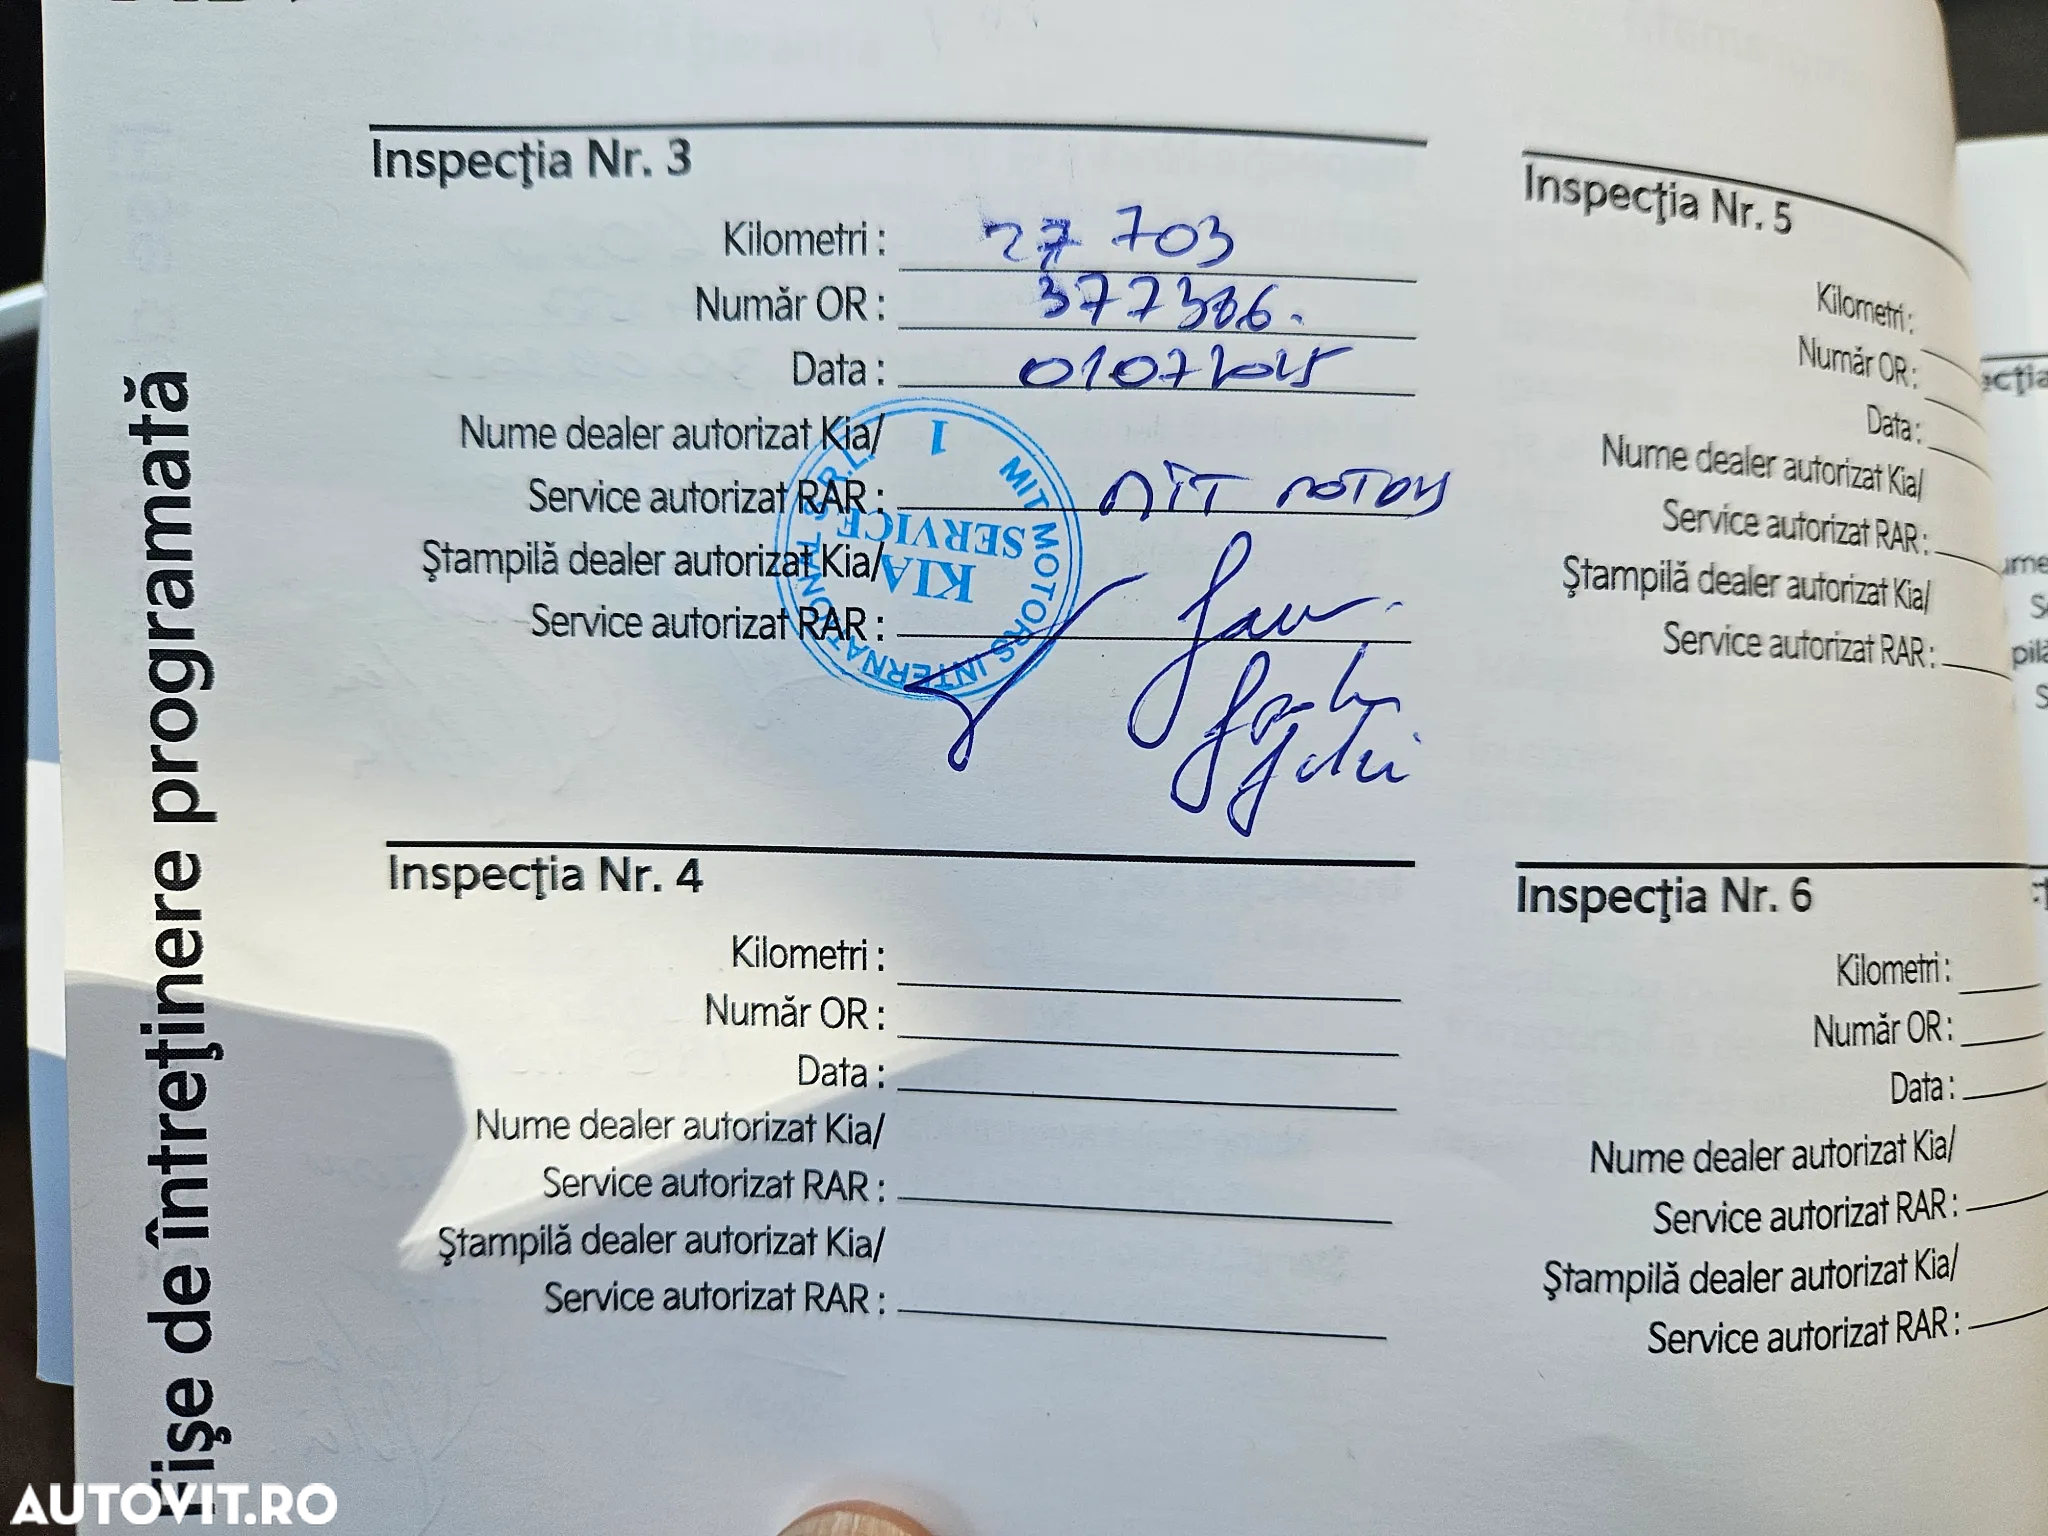 Fișe de întreţinere programată
Inspecţia Nr. 3
Kilometri : 27 703
Număr OR : 377386.
Data : 01072025
Nume dealer autorizat Kia/
Service autorizat RAR : MIT MOTORS
Ştampilă dealer autorizat Kia/
Service autorizat RAR :
MIT MOTORS INTERNATIONAL S.R.L.
1
KIA
SERVICE
Inspecţia Nr. 4
Kilometri :
Număr OR :
Data :
Nume dealer autorizat Kia/
Service autorizat RAR :
Ştampilă dealer autorizat Kia/
Service autorizat RAR :
Inspecţia Nr. 5
Kilometri :
Număr OR :
Data :
Nume dealer autorizat Kia/
Service autorizat RAR :
Ştampilă dealer autorizat Kia/
Service autorizat RAR :
Inspecţia Nr. 6
Kilometri :
Număr OR :
Data :
Nume dealer autorizat Kia/
Service autorizat RAR :
Ştampilă dealer autorizat Kia/
Service autorizat RAR :
AUTOVIT.RO